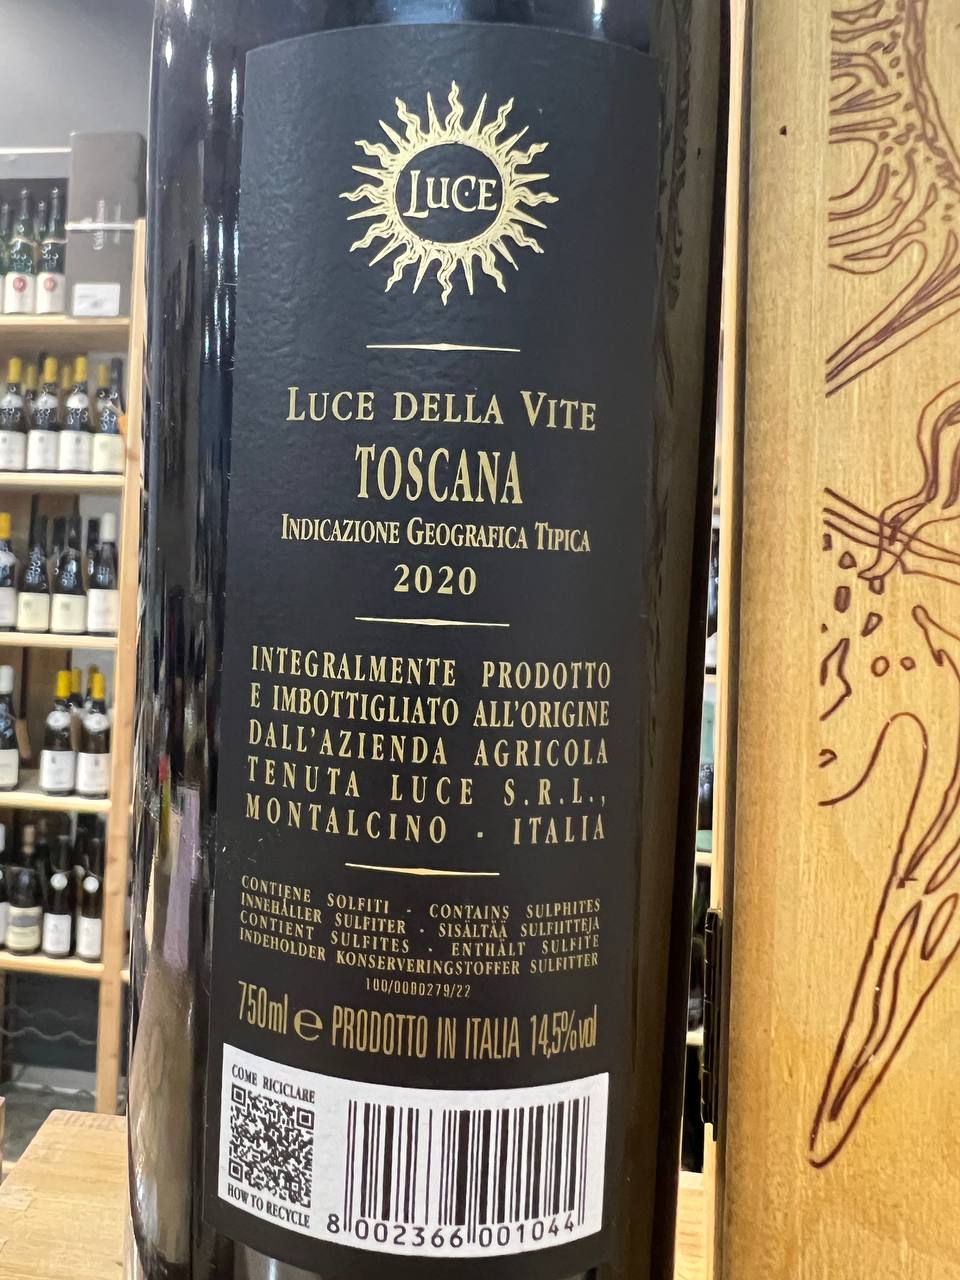 LUCE
LUCE DELLA VITE
TOSCANA
INDICAZIONE GEOGRAFICA TIPICA
2020
INTEGRALMENTE PRODOTTO
E IMBOTTIGLIATO ALL'ORIGINE
DALL'AZIENDA AGRICOLA
TENUTA LUCE S.R.L.,
MONTALCINO · ITALIA
CONTIENE SOLFITI · CONTAINS SULPHITES
INNEHÅLLER SULFITER · SISÄLTÄÄ SULFIITTEJA
CONTIENT SULFITES · ENTHÄLT SULFITE
INDEHOLDER KONSERVERINGSTOFFER SULFITTER
100/0080279/22
750ml e PRODOTTO IN ITALIA 14,5% vol
COME RICICLARE
HOW TO RECYCLE
8 002366 001044